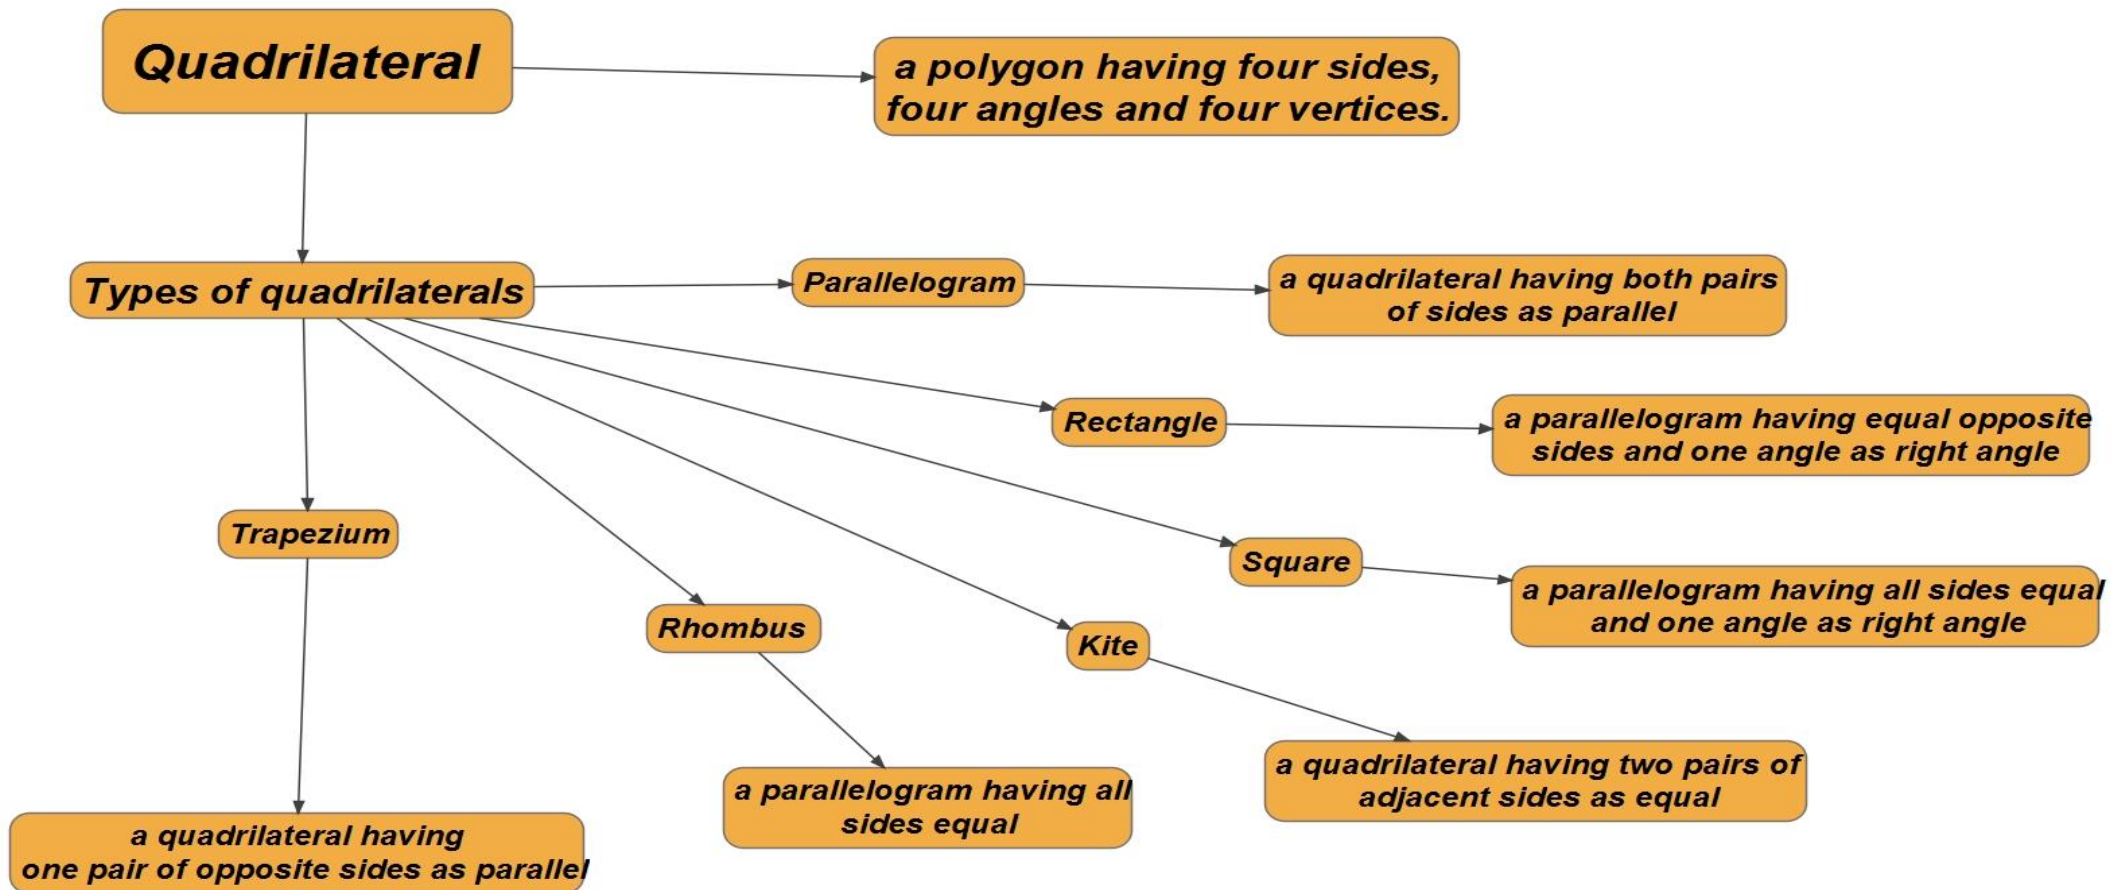 Quadrilateral
a polygon having four sides,
four angles and four vertices.
Types of quadrilaterals
Parallelogram
a quadrilateral having both pairs
of sides as parallel
Rectangle
a parallelogram having equal opposite
sides and one angle as right angle
Trapezium
Square
a parallelogram having all sides equal
and one angle as right angle
Rhombus
Kite
a quadrilateral having two pairs of
adjacent sides as equal
a parallelogram having all
sides equal
a quadrilateral having
one pair of opposite sides as parallel